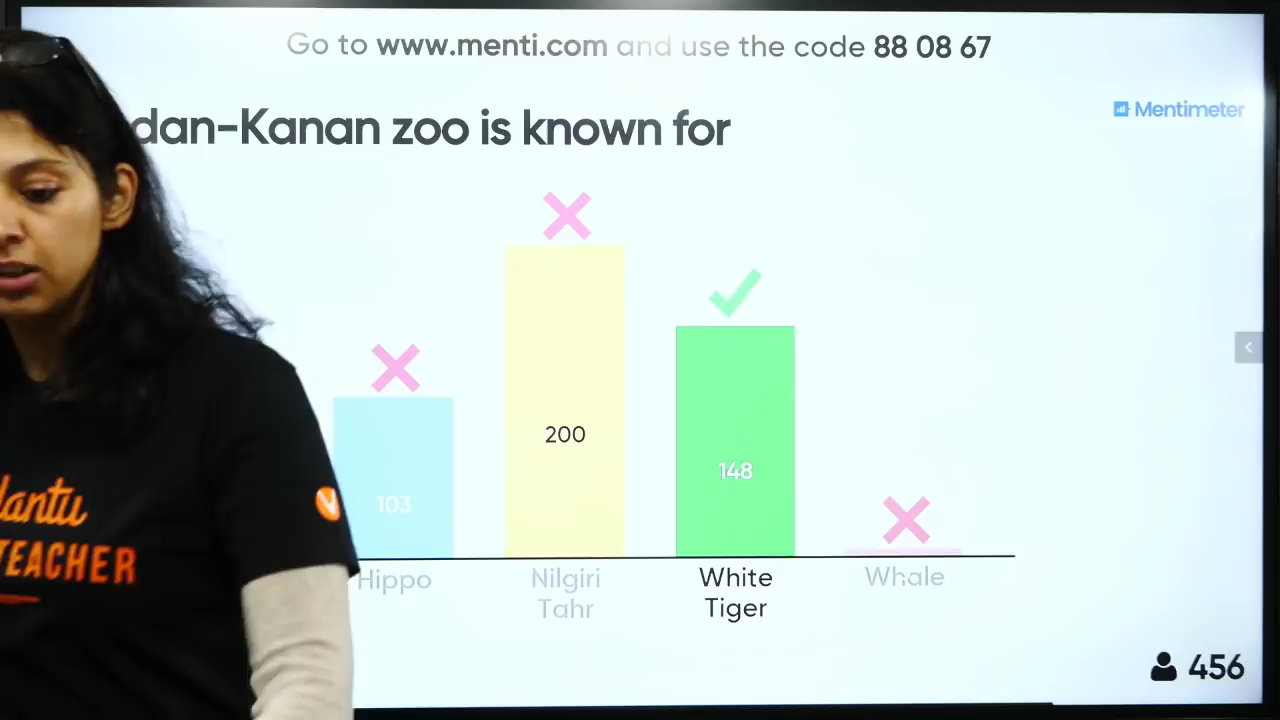 Go to www.menti.com and use the code 88 08 67
Mentimeter
dan-Kanan zoo is known for
200
148
103
Hippo
Nilgiri
Tahr
White
Tiger
Whale
lantu
TEACHER
456